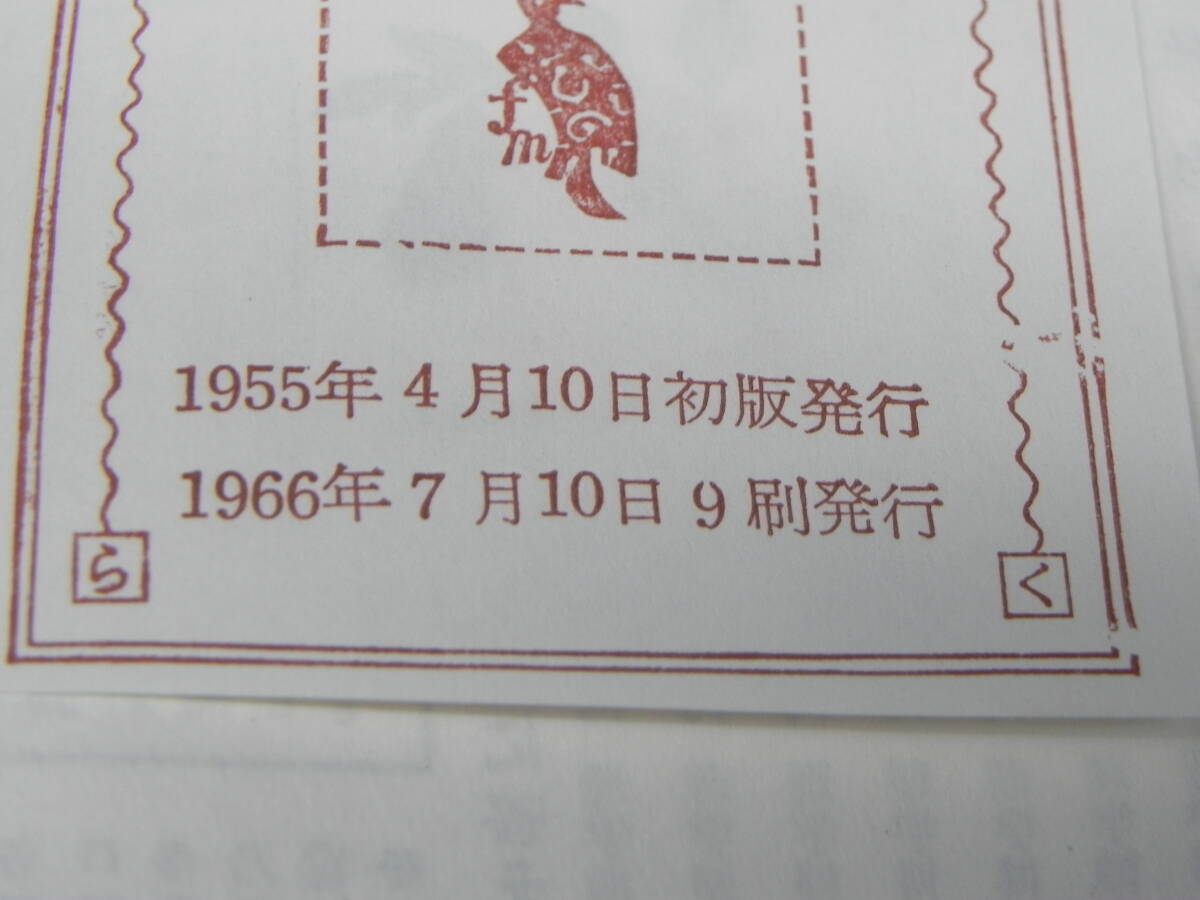 fm
1955年 4 月10日初版発行
1966年 7 月10日 9 刷発行
ら く